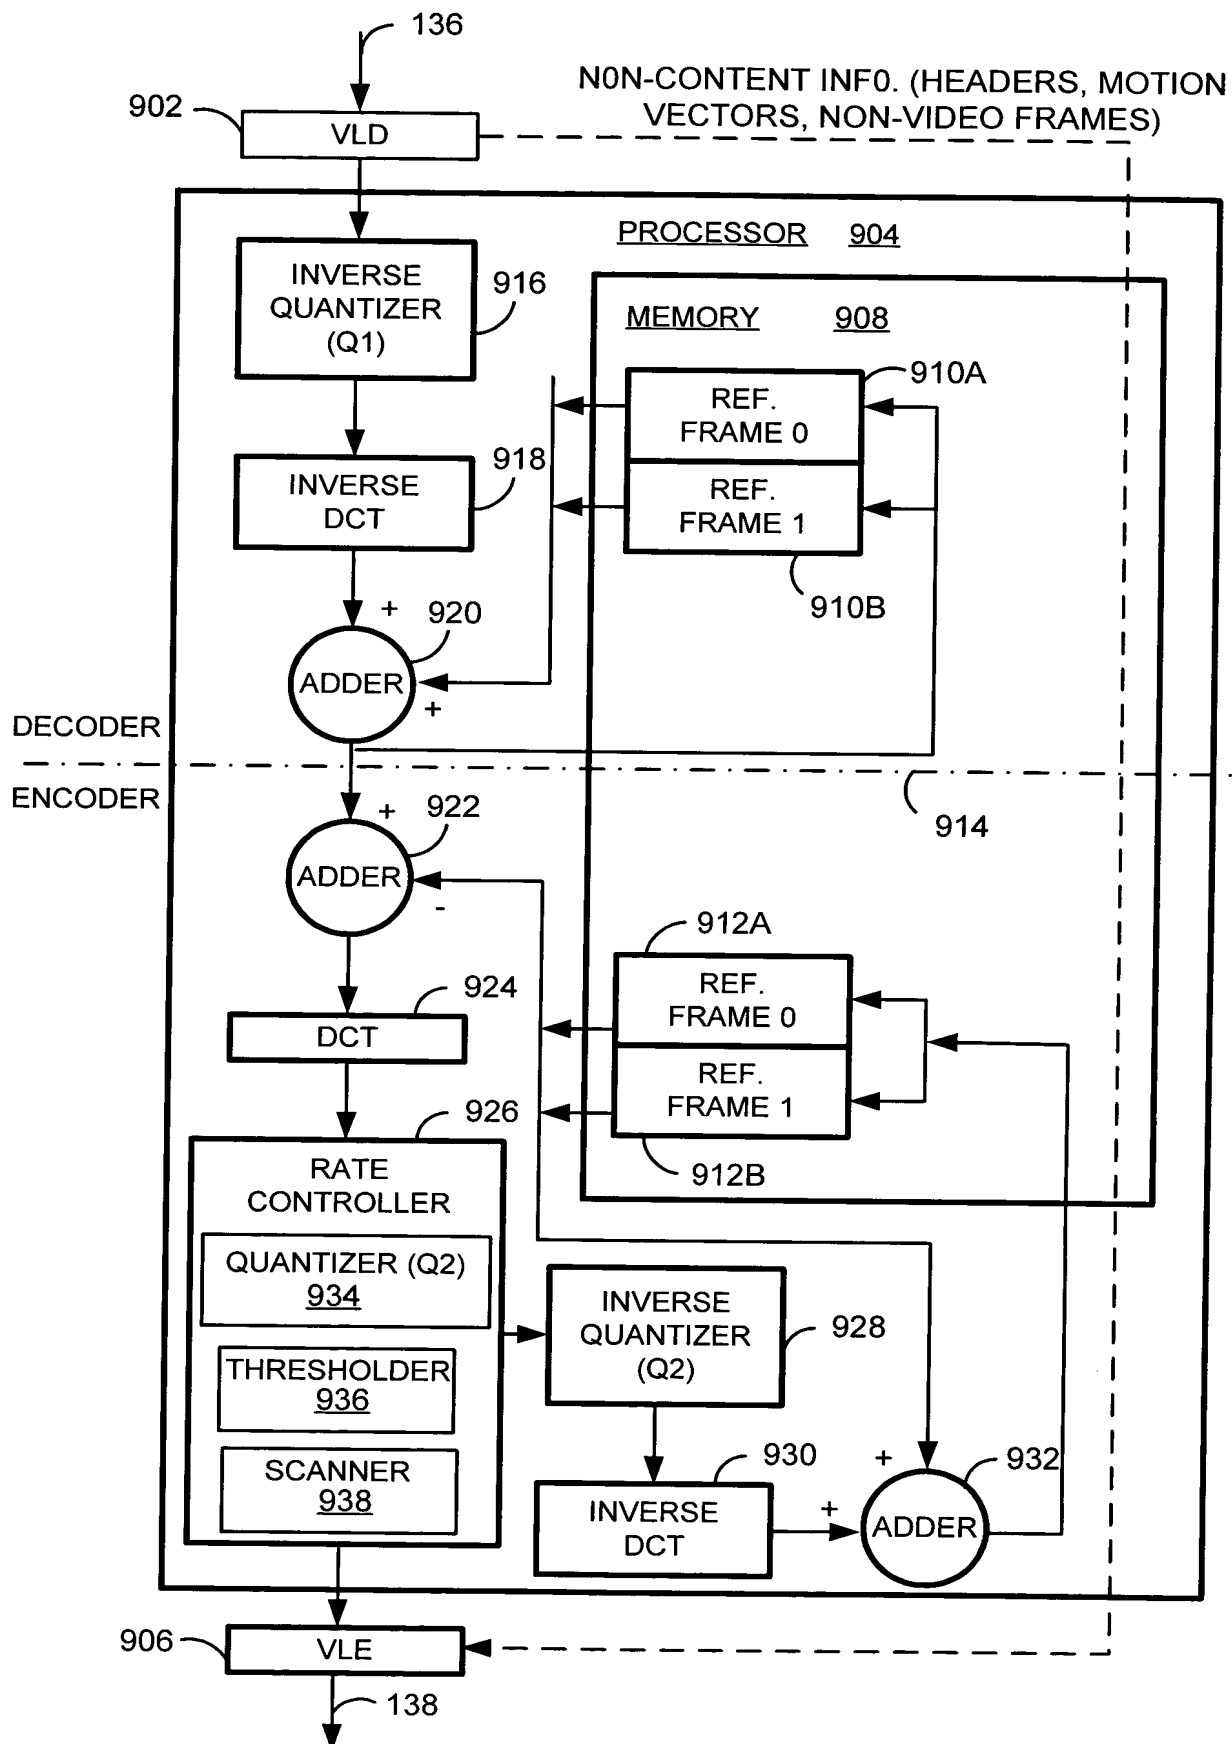 136
N0N-CONTENT INF0. (HEADERS, MOTION
VECTORS, NON-VIDEO FRAMES)
902
VLD
PROCESSOR 904
INVERSE
QUANTIZER
(Q1)
916
MEMORY 908
910A
REF.
FRAME 0
REF.
FRAME 1
910B
INVERSE
DCT
918
+
920
ADDER
+
DECODER
ENCODER
914
+
922
ADDER
-
912A
REF.
FRAME 0
REF.
FRAME 1
912B
924
DCT
926
RATE
CONTROLLER
QUANTIZER (Q2)
934
THRESHOLDER
936
SCANNER
938
INVERSE
QUANTIZER
(Q2)
928
930
INVERSE
DCT
+
+
932
ADDER
906
VLE
138